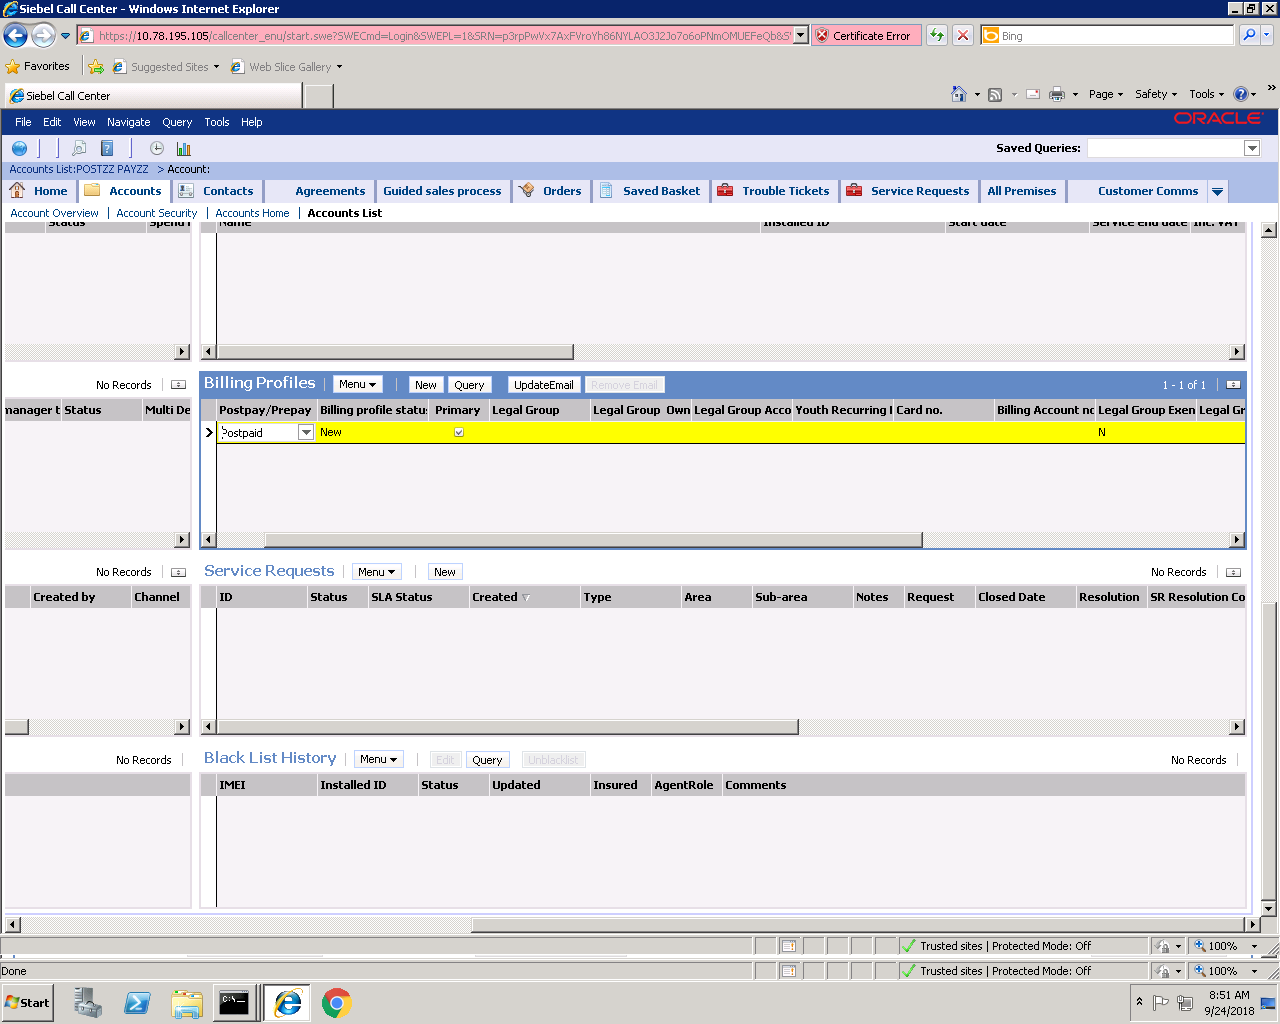 Siebel Call Center - Windows Internet Explorer
https://10.78.195.105/callcenter_enu/start.swe?SWECmd=Login&SWEPL=1&SRN=p3rpPwVx7AxFVroYh86NYLAO3J2Jo7o6oPNmOMUEFeQb&S
Certificate Error
Bing
Favorites
Suggested Sites
Web Slice Gallery
Siebel Call Center
Page
Safety
Tools
File Edit View Navigate Query Tools Help
ORACLE
Saved Queries:
Accounts List:POSTZZ PAYZZ > Account:
Home Accounts Contacts Agreements Guided sales process Orders Saved Basket Trouble Tickets Service Requests All Premises Customer Comms
Account Overview | Account Security | Accounts Home | Accounts List
Status Spend Name Installed ID Start date Service end date Inc. VAT
No Records
Billing Profiles Menu New Query UpdateEmail Remove Email 1 - 1 of 1
manager t Status Multi De
Postpay/Prepay Billing profile statu Primary Legal Group Legal Group Own Legal Group Acco Youth Recurring Card no. Billing Account no Legal Group Exen Legal Gr
Postpaid New N
No Records
Service Requests Menu New No Records
Created by Channel
ID Status SLA Status Created Type Area Sub-area Notes Request Closed Date Resolution SR Resolution Co
No Records
Black List History Menu Edit Query Unblacklist No Records
IMEI Installed ID Status Updated Insured AgentRole Comments
Trusted sites | Protected Mode: Off 100%
Done
Trusted sites | Protected Mode: Off 100%
Start
C:\.
8:51 AM
9/24/2018